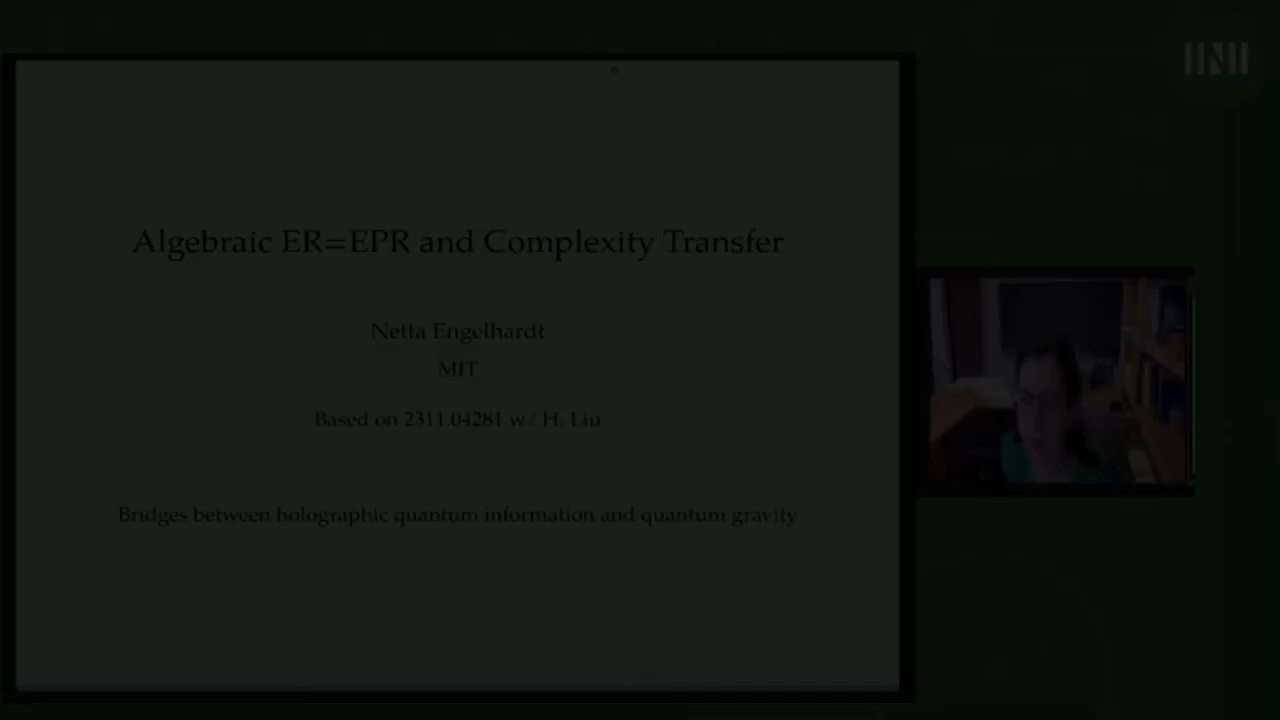 INI
Algebraic ER=EPR and Complexity Transfer
Netta Engelhardt
MIT
Based on 2311.04281 w/ H. Liu
Bridges between holographic quantum information and quantum gravity